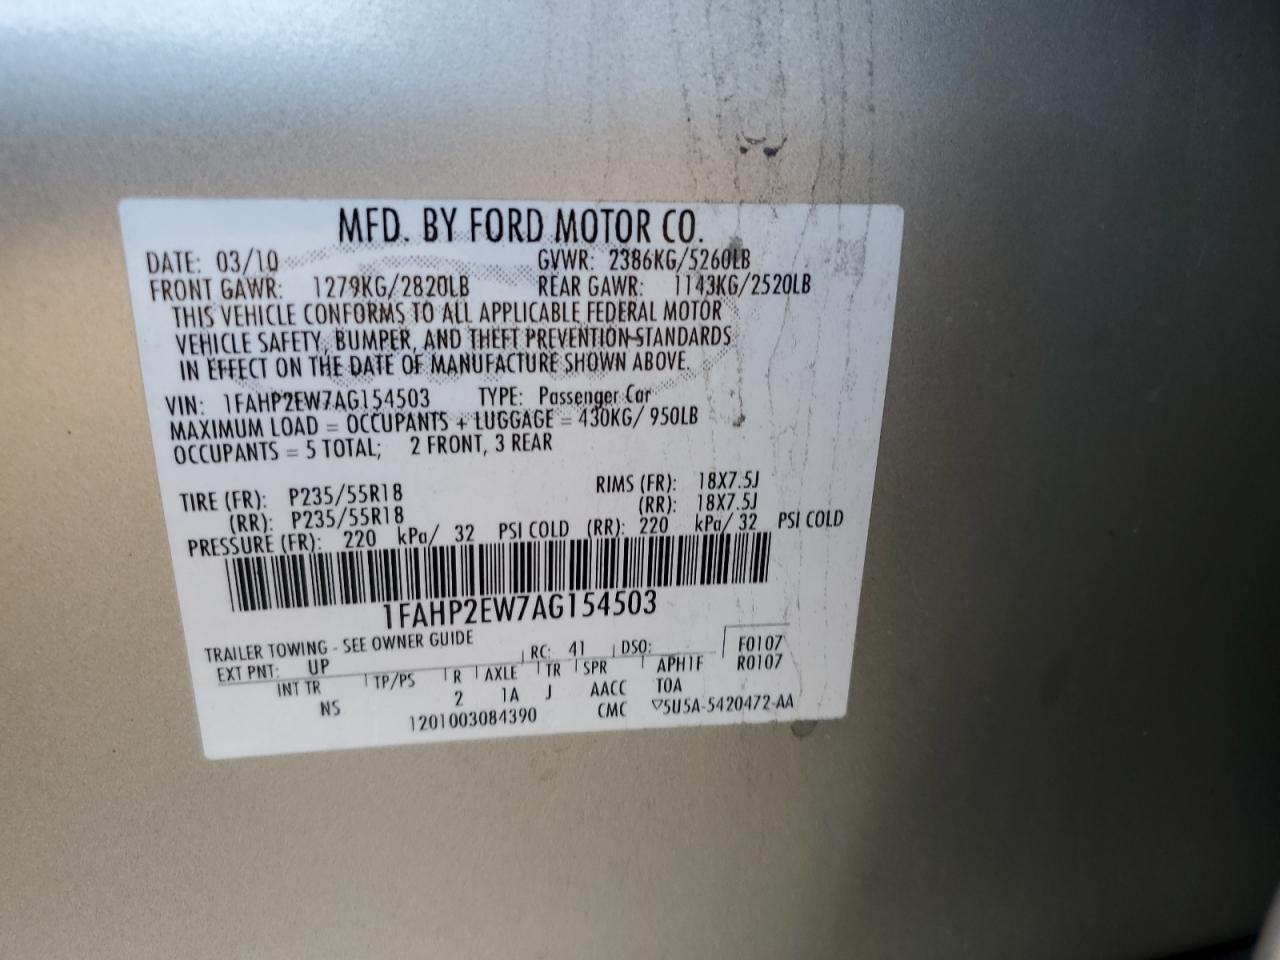 MFD. BY FORD MOTOR CO.
DATE: 03/10 GVWR: 2386KG/5260LB
FRONT GAWR: 1279KG/2820LB REAR GAWR: 1143KG/2520LB
THIS VEHICLE CONFORMS TO ALL APPLICABLE FEDERAL MOTOR
VEHICLE SAFETY, BUMPER, AND THEFT PREVENTION STANDARDS
IN EFFECT ON THE DATE OF MANUFACTURE SHOWN ABOVE.
VIN: 1FAHP2EW7AG154503 TYPE: Passenger Car
MAXIMUM LOAD = OCCUPANTS + LUGGAGE = 430KG/ 950LB
OCCUPANTS = 5 TOTAL; 2 FRONT, 3 REAR
TIRE (FR): P235/55R18 RIMS (FR): 18X7.5J
(RR): P235/55R18 (RR): 18X7.5J
PRESSURE (FR): 220 kPa/ 32 PSI COLD (RR): 220 kPa/ 32 PSI COLD
1FAHP2EW7AG154503
TRAILER TOWING - SEE OWNER GUIDE
EXT PNT: UP RC: 41 DSO: F0107
INT TR TP/PS R AXLE TR SPR APH1F R0107
NS 2 1A J AACC TOA
1201003084390 CMC ▽5U5A-5420472-AA